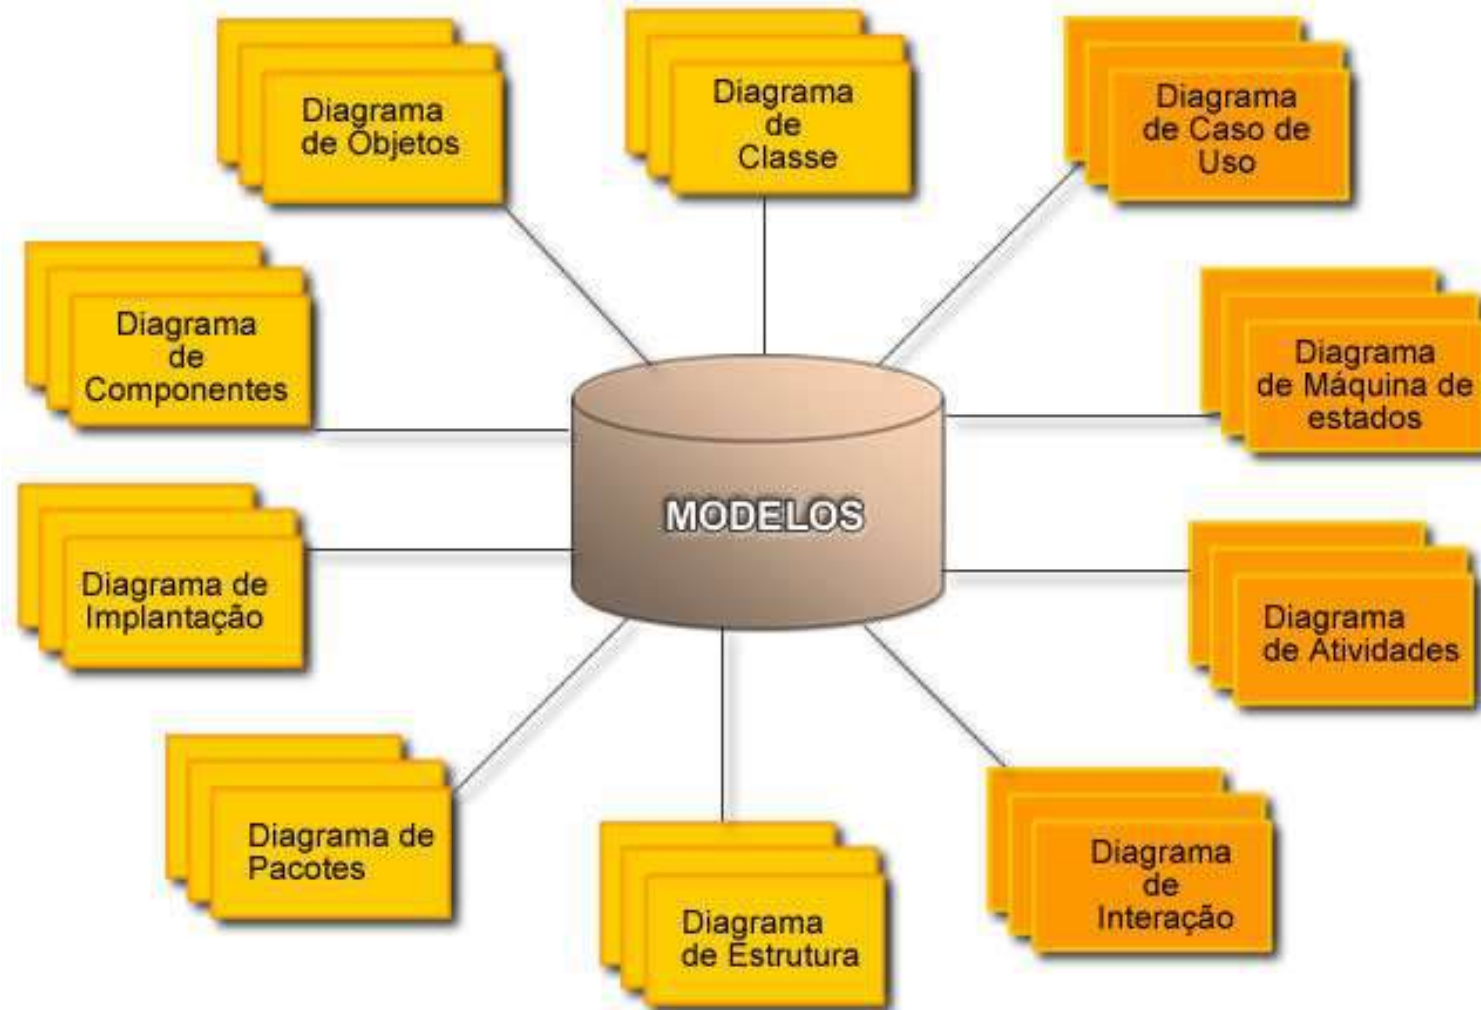 Diagrama
de Objetos
Diagrama
de
Classe
Diagrama
de Caso de
Uso
Diagrama
de
Componentes
Diagrama
de Máquina de
estados
MODELOS
Diagrama de
Implantação
Diagrama
de Atividades
Diagrama de
Pacotes
Diagrama
de Estrutura
Diagrama
de
Interação